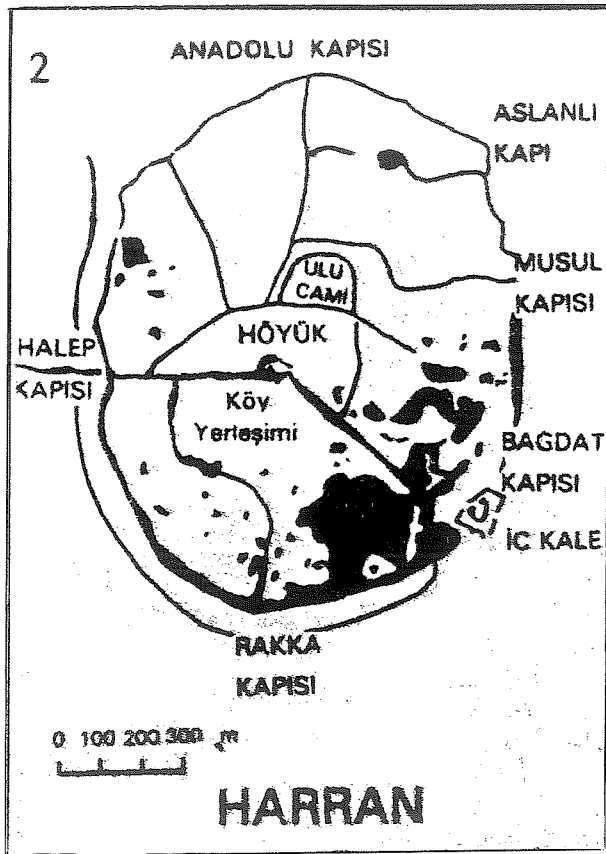 2
ANADOLU KAPISI
ASLANLI
KAPI
MUSUL
KAPISI
ULU
CAMİ
HÖYÜK
HALEP
KAPISI
Köy
Yerleşimi
BAĞDAT
KAPISI
İÇ KALE
RAKKA
KAPISI
0 100 200 300 m
HARRAN